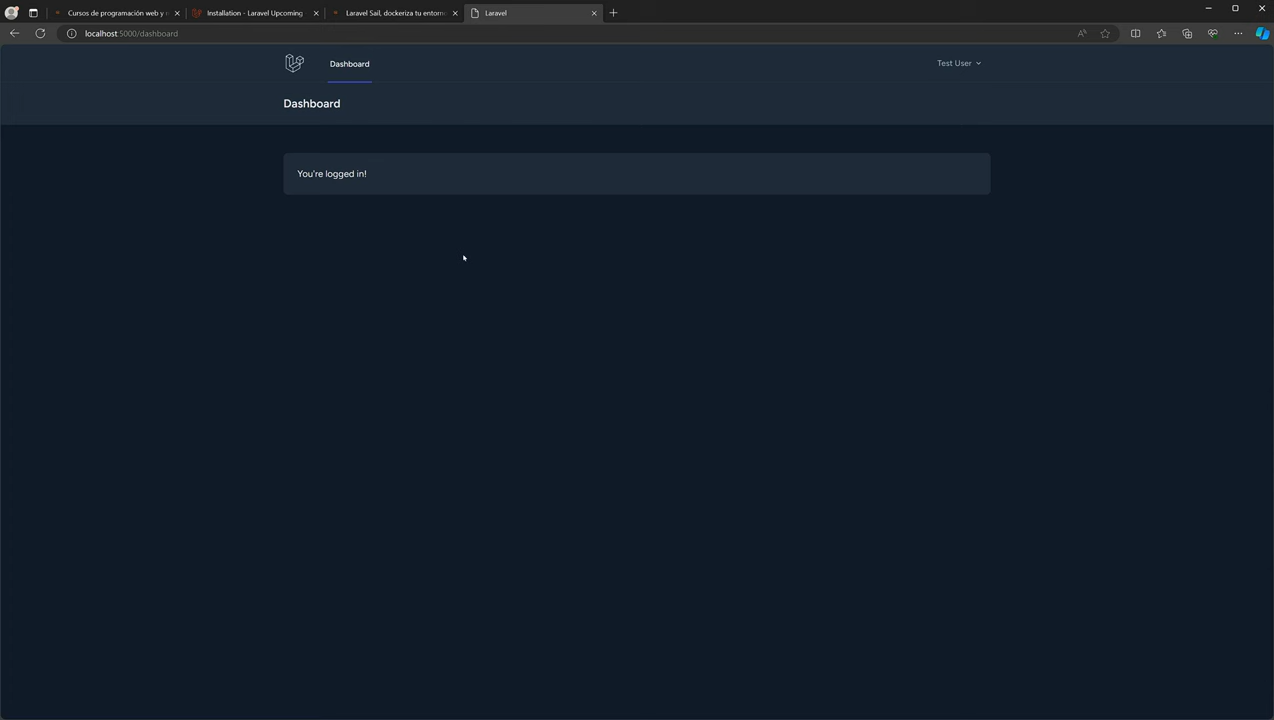 Cursos de programación web y
Installation - Laravel Upcoming
Laravel Sail, dockeriza tu entorno
Laravel
localhost:5000/dashboard
Dashboard
Test User
Dashboard
You're logged in!